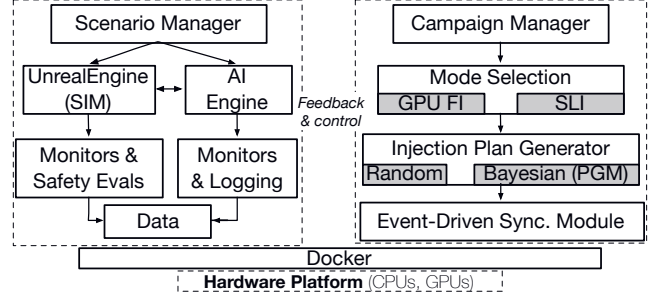 Scenario Manager
UnrealEngine
(SIM)
AI
Engine
Monitors &
Safety Evals
Monitors
& Logging
Data
Feedback
& control
Campaign Manager
Mode Selection
GPU FI
SLI
Injection Plan Generator
Random
Bayesian (PGM)
Event-Driven Sync. Module
Docker
Hardware Platform (CPUs, GPUs)